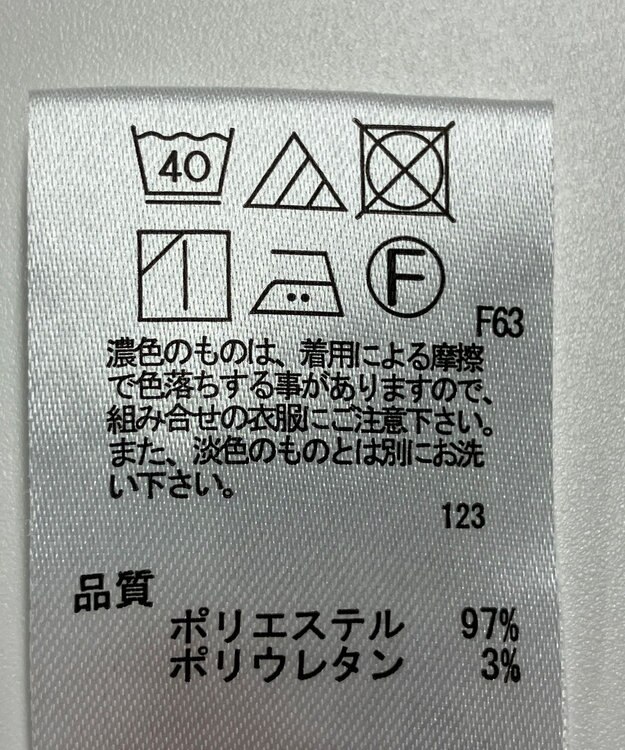 40
F
F63
濃色のものは、着用による摩擦
で色落ちする事がありますので、
組み合せの衣服にご注意下さい。
また、淡色のものとは別にお洗
い下さい。
123
品質
ポリエステル 97%
ポリウレタン 3%